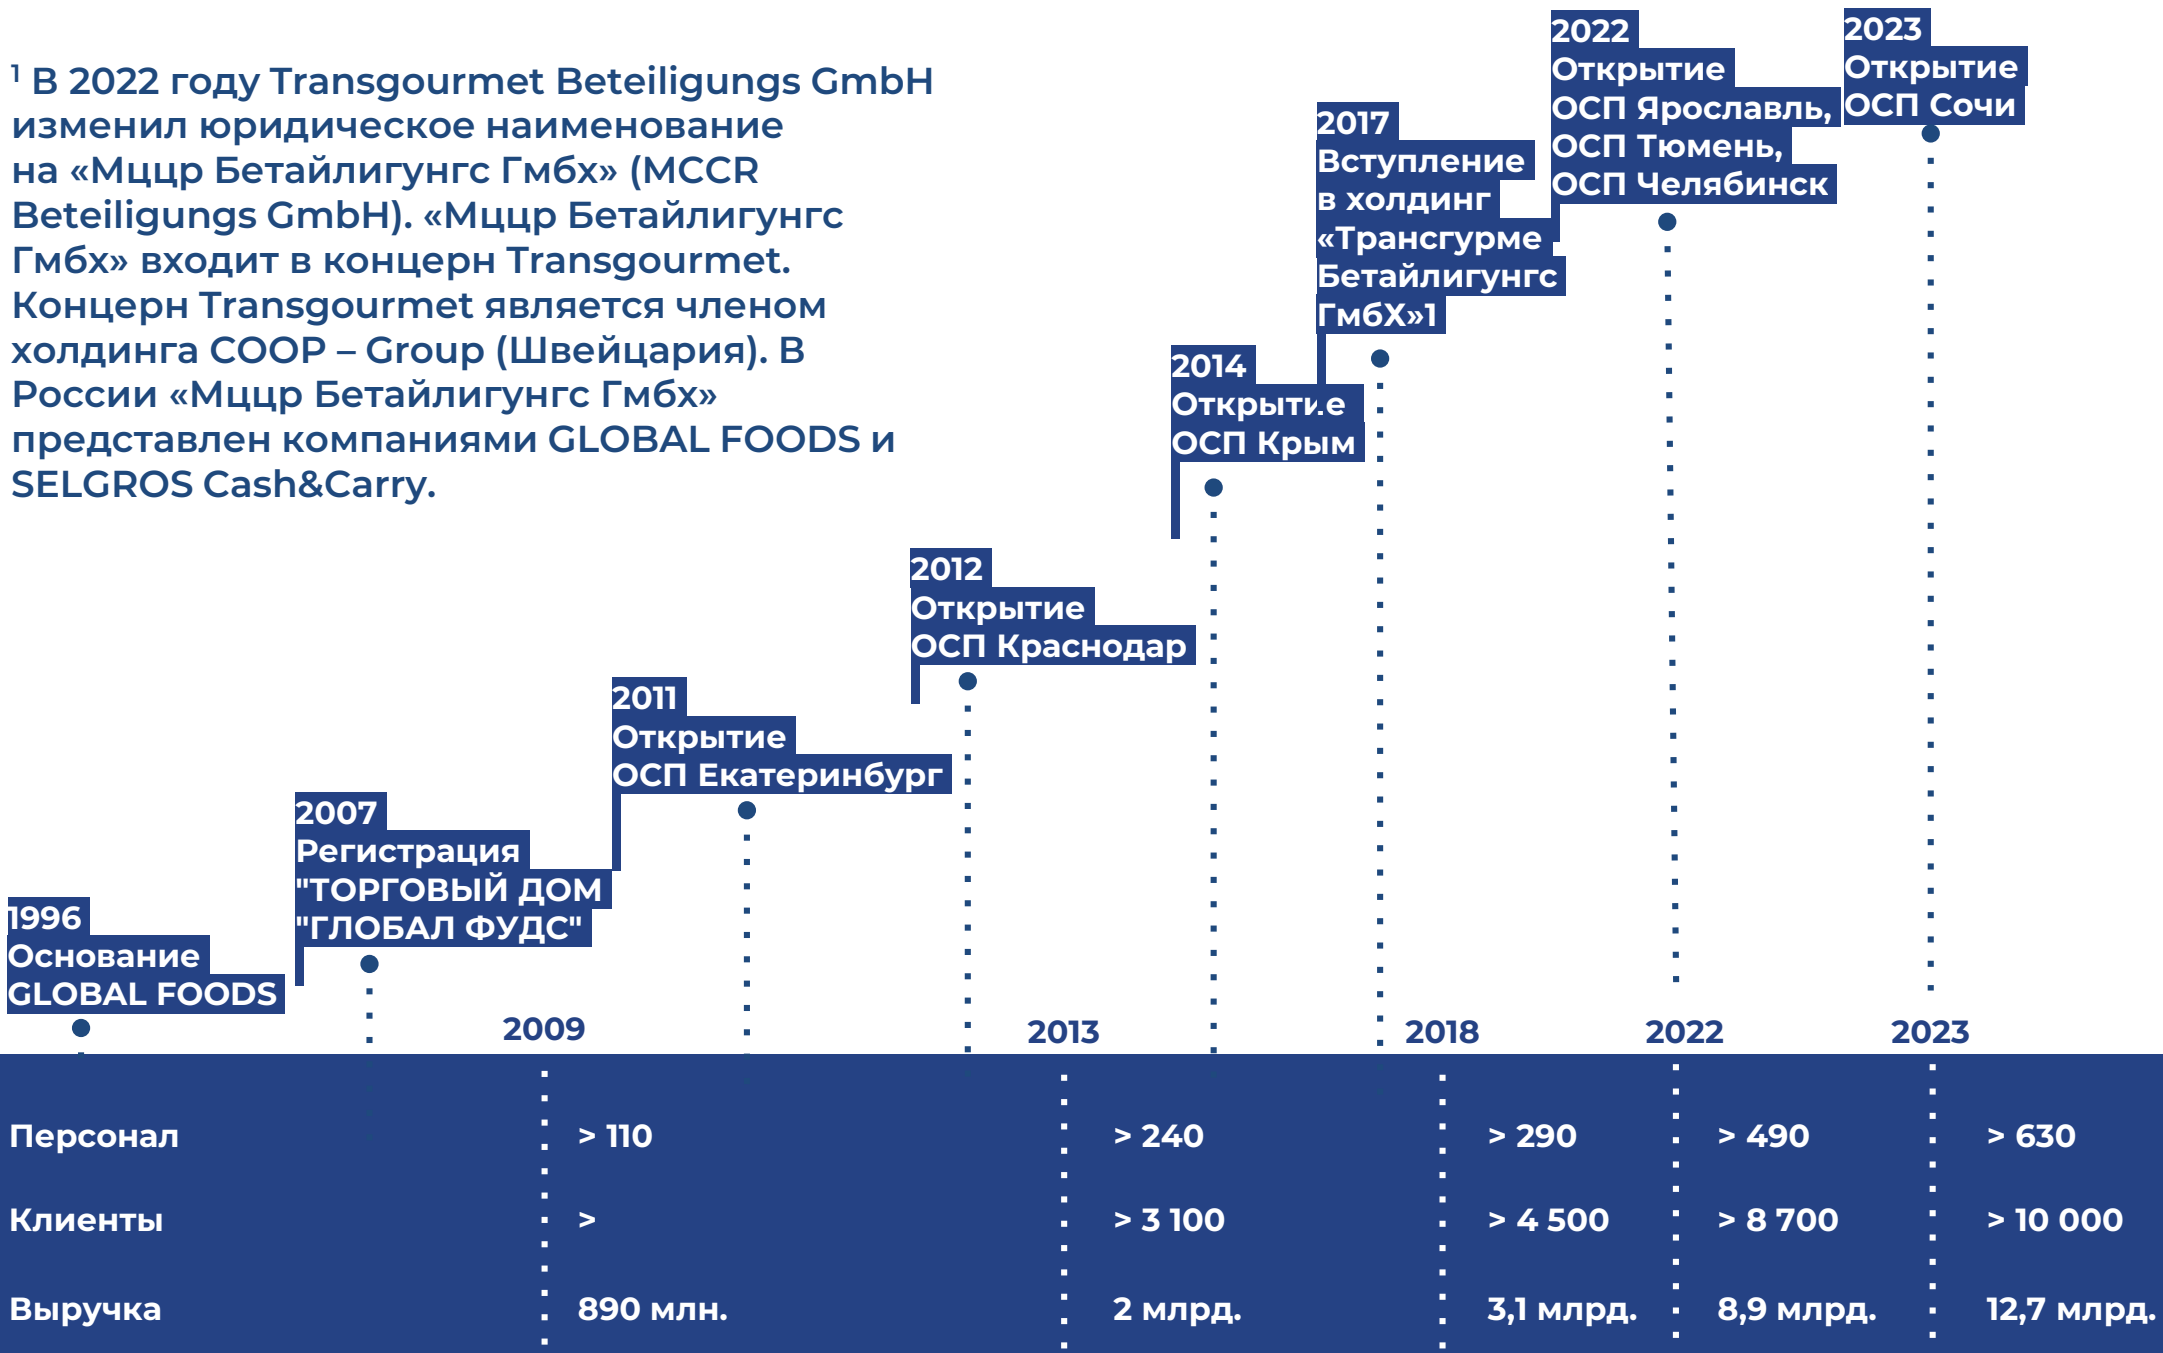 ¹ В 2022 году Transgourmet Beteiligungs GmbH
изменил юридическое наименование
на «Мццр Бетайлигунгс Гмбх» (MCCR
Beteiligungs GmbH). «Мццр Бетайлигунгс
Гмбх» входит в концерн Transgourmet.
Концерн Transgourmet является членом
холдинга COOP – Group (Швейцария). В
России «Мццр Бетайлигунгс Гмбх»
представлен компаниями GLOBAL FOODS и
SELGROS Cash&Carry.
1996
Основание
GLOBAL FOODS
2007
Регистрация
"ТОРГОВЫЙ ДОМ
"ГЛОБАЛ ФУДС"
2011
Открытие
ОСП Екатеринбург
2012
Открытие
ОСП Краснодар
2014
Открытие
ОСП Крым
2017
Вступление
в холдинг
«Трансгурме
Бетайлигунгс
ГмбХ»1
2022
Открытие
ОСП Ярославль,
ОСП Тюмень,
ОСП Челябинск
2023
Открытие
ОСП Сочи
2009 2013 2018 2022 2023
Персонал > 110 > 240 > 290 > 490 > 630
Клиенты > > 3 100 > 4 500 > 8 700 > 10 000
Выручка 890 млн. 2 млрд. 3,1 млрд. 8,9 млрд. 12,7 млрд.